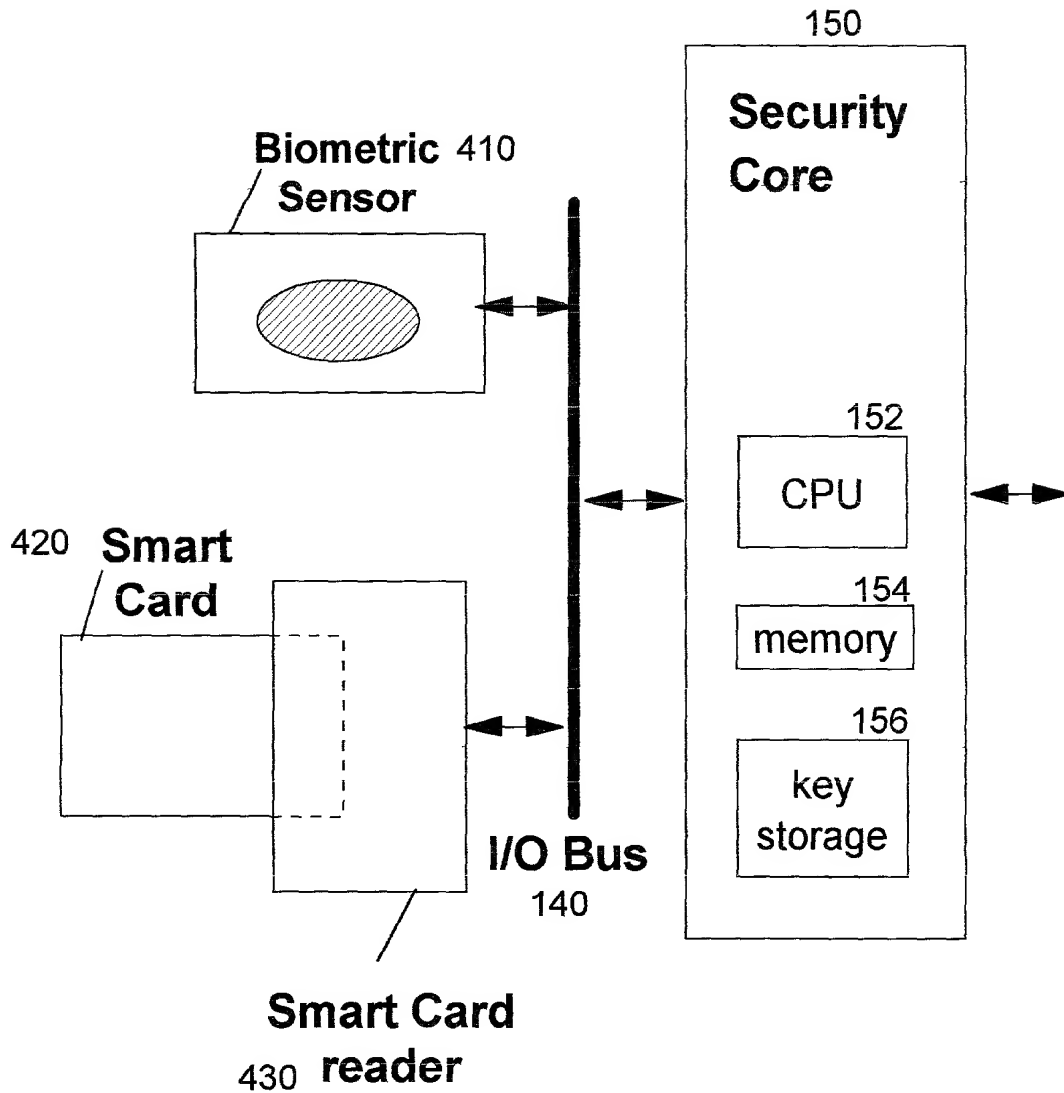 150
Security
Core
Biometric 410
Sensor
152
CPU
420 Smart
Card
154
memory
156
key
storage
I/O Bus
140
Smart Card
430 reader